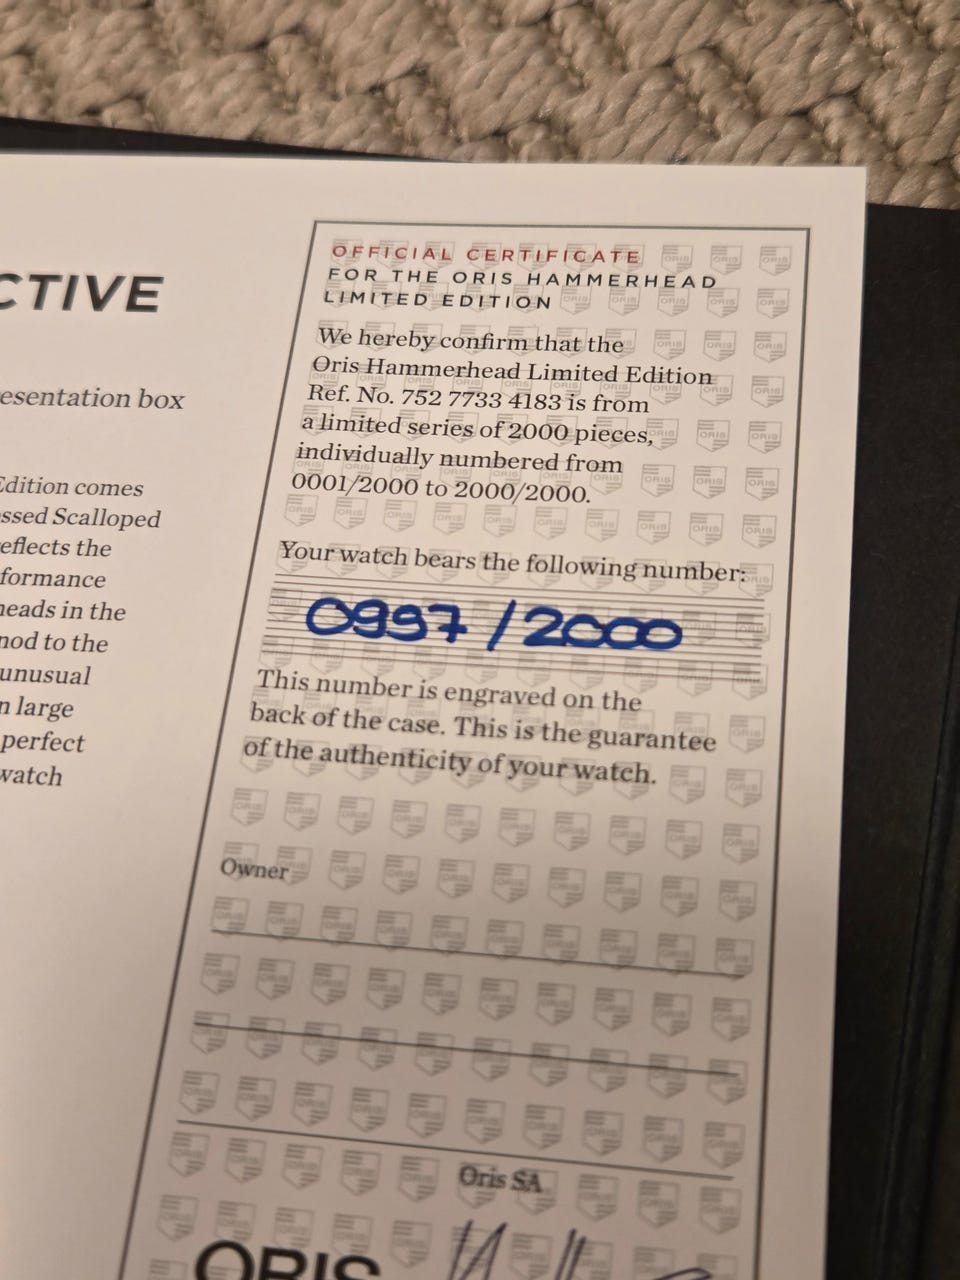 CTIVE
esentation box
Edition comes
ssed Scalloped
eflects the
formance
heads in the
nod to the
unusual
n large
perfect
watch
OFFICIAL CERTIFICATE
FOR THE ORIS HAMMERHEAD
LIMITED EDITION
We hereby confirm that the
Oris Hammerhead Limited Edition
Ref. No. 752 7733 4183 is from
a limited series of 2000 pieces,
individually numbered from
0001/2000 to 2000/2000.
Your watch bears the following number:
0997/2000
This number is engraved on the
back of the case. This is the guarantee
of the authenticity of your watch.
Owner
Oris SA
ORIS